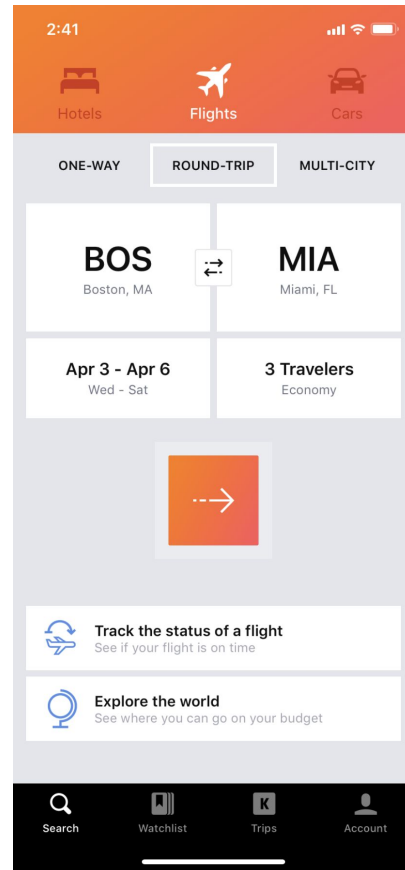 2:41
Hotels
Flights
Cars
ONE-WAY
ROUND-TRIP
MULTI-CITY
BOS
Boston, MA
MIA
Miami, FL
Apr 3 - Apr 6
Wed - Sat
3 Travelers
Economy
Track the status of a flight
See if your flight is on time
Explore the world
See where you can go on your budget
K
Search
Watchlist
Trips
Account